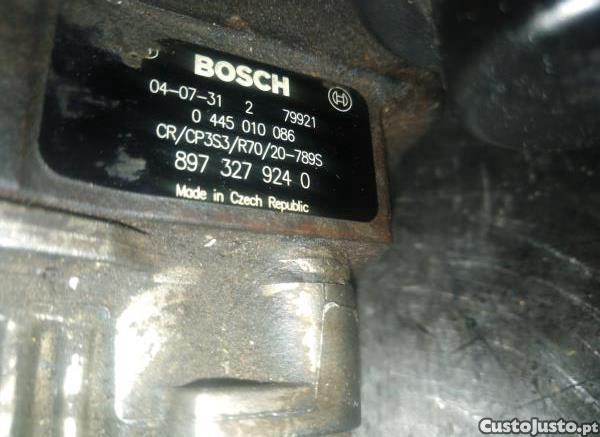 BOSCH
04-07-31 2 79921
0 445 010 086
CR/CP3S3/R70/20-789S
897 327 924 0
Made in Czech Republic
CustoJusto.pt